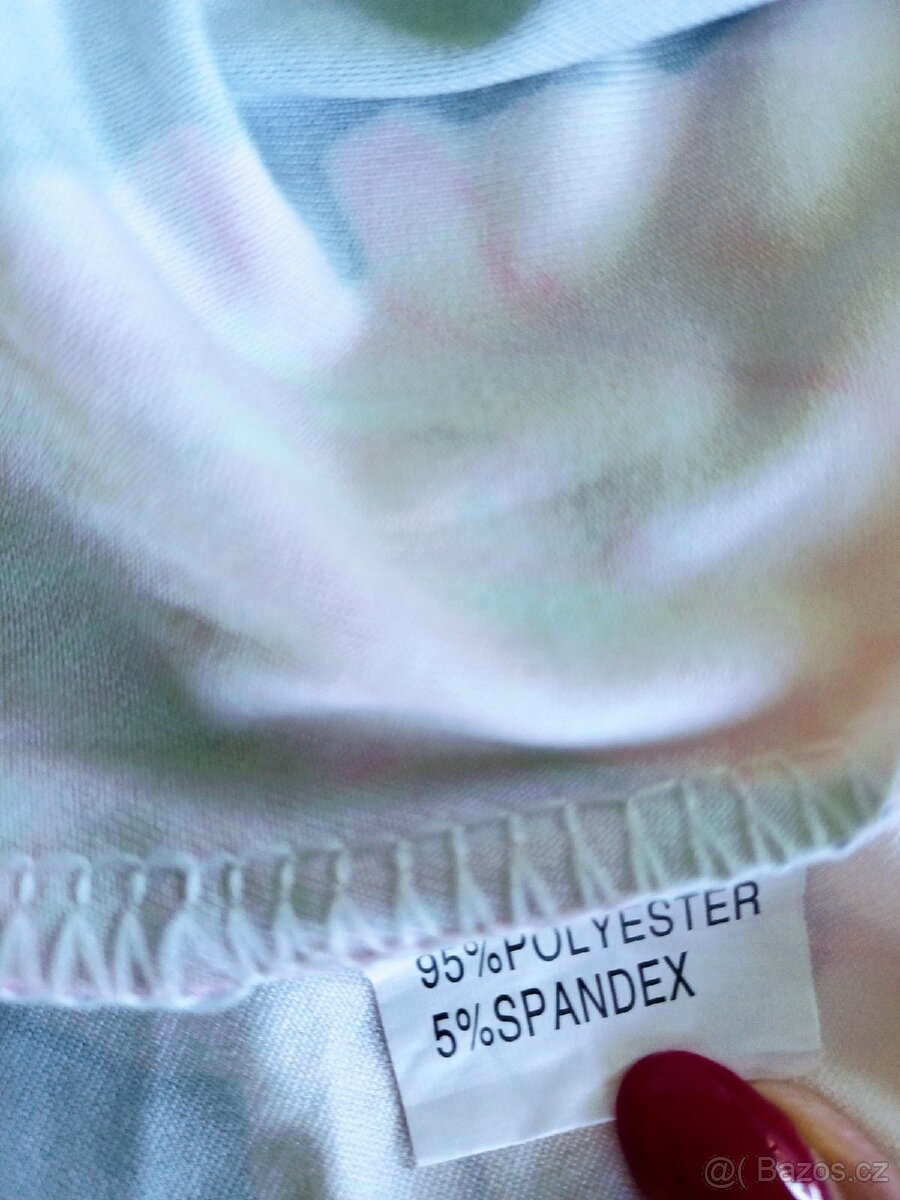 95%POLYESTER
5%SPANDEX
@( Bazos.cz